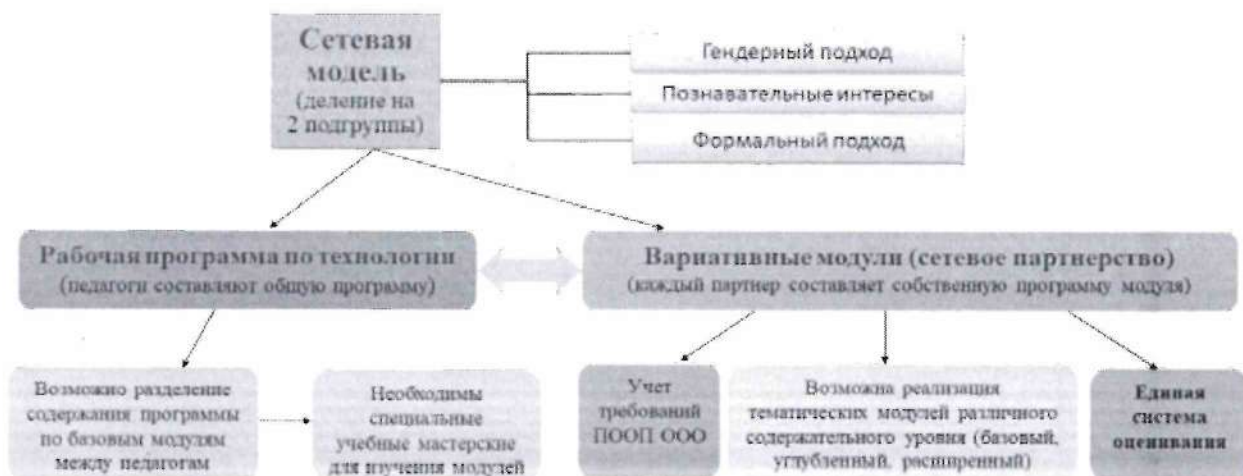 Сетевая
модель
(деление на
2 подгруппы)
Гендерный подход
Познавательные интересы
Формальный подход
Рабочая программа по технологии
(педагоги составляют общую программу)
Вариативные модули (сетевое партнерство)
(каждый партнер составляет собственную программу модуля)
Возможно разделение
содержания программы
по базовым модулям
между педагогам
Необходимы
специальные
учебные мастерские
для изучения модулей
Учет
требований
ПООП ООО
Возможна реализация
тематических модулей различного
содержательного уровня (базовый,
углубленный, расширенный)
Единая
система
оценивания